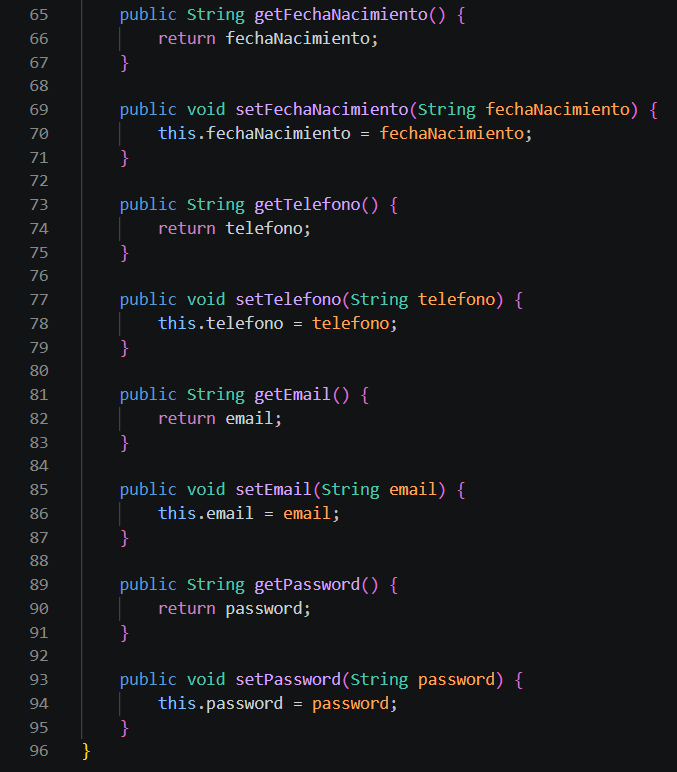 65 public String getFechaNacimiento() {
66 return fechaNacimiento;
67 }
68
69 public void setFechaNacimiento(String fechaNacimiento) {
70 this.fechaNacimiento = fechaNacimiento;
71 }
72
73 public String getTelefono() {
74 return telefono;
75 }
76
77 public void setTelefono(String telefono) {
78 this.telefono = telefono;
79 }
80
81 public String getEmail() {
82 return email;
83 }
84
85 public void setEmail(String email) {
86 this.email = email;
87 }
88
89 public String getPassword() {
90 return password;
91 }
92
93 public void setPassword(String password) {
94 this.password = password;
95 }
96 }